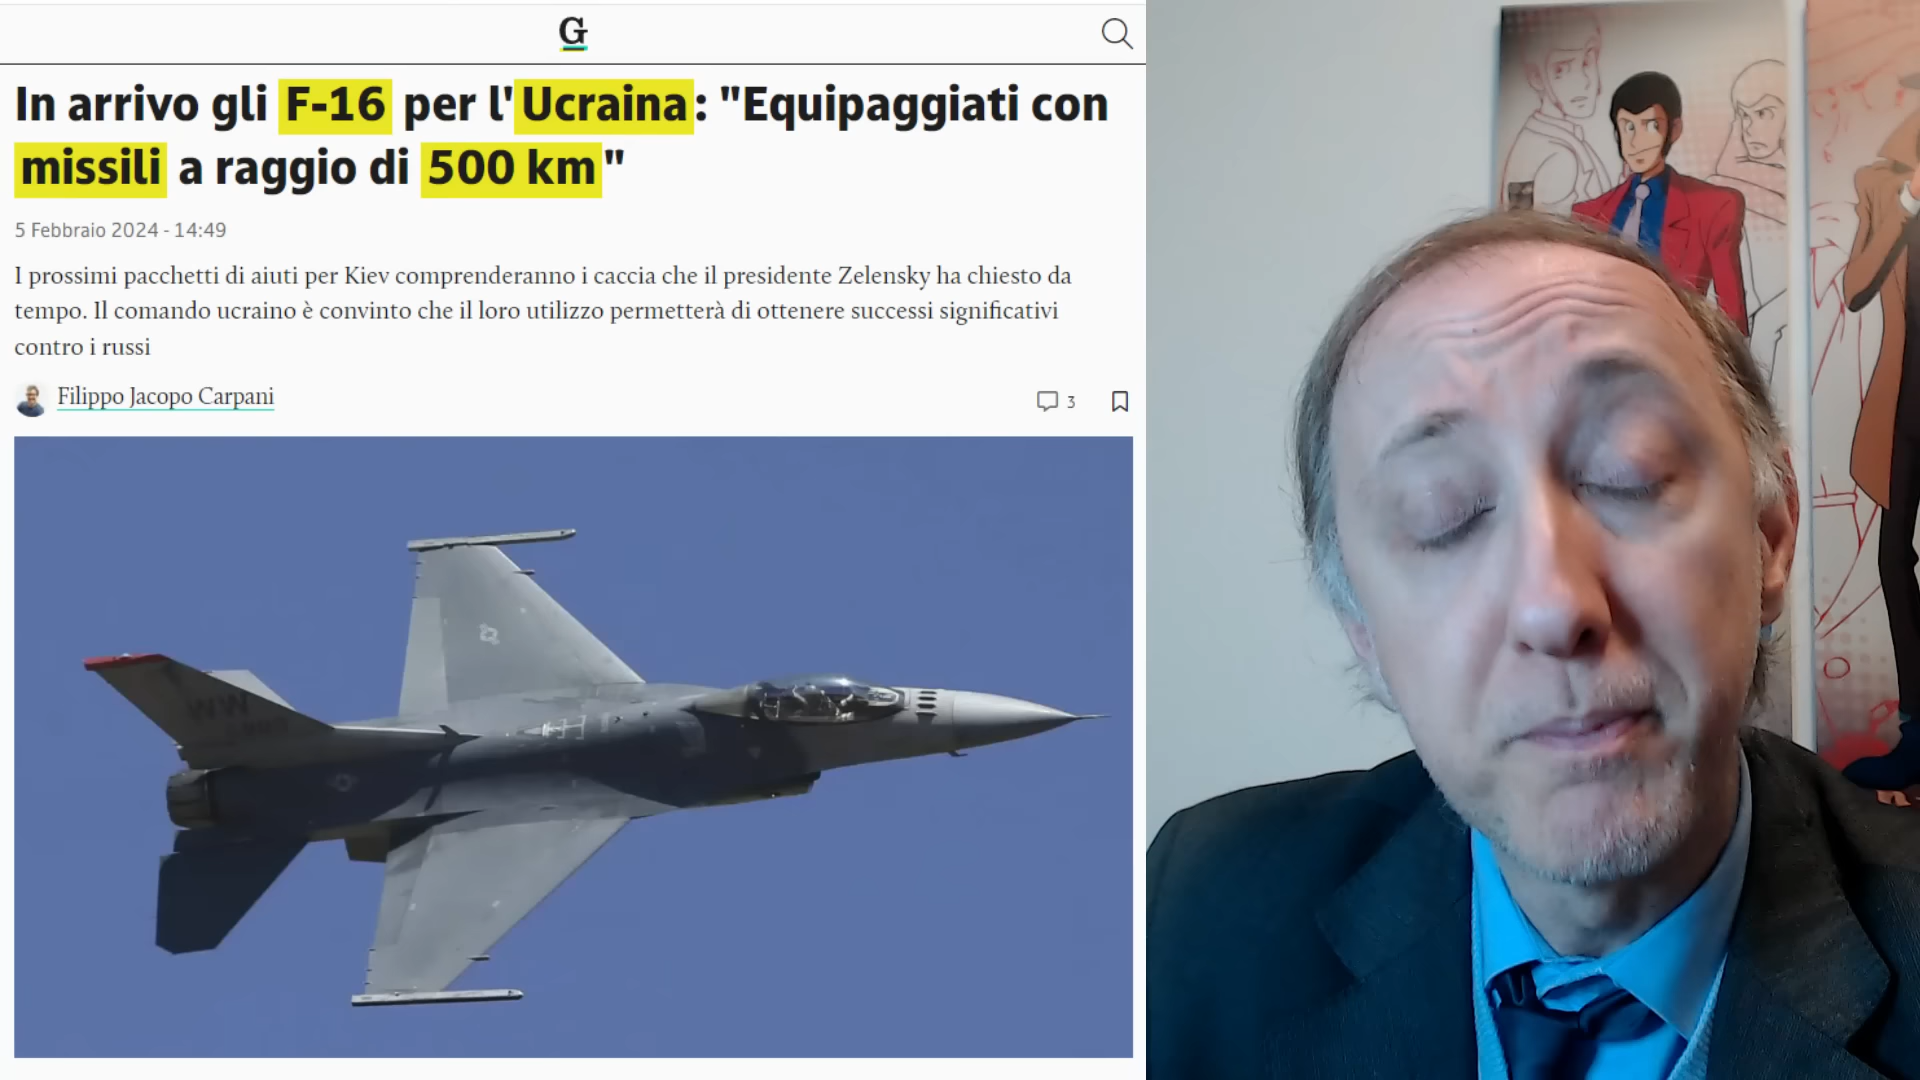 G
In arrivo gli F-16 per l'Ucraina: "Equipaggiati con
missili a raggio di 500 km"
5 Febbraio 2024 - 14:49
I prossimi pacchetti di aiuti per Kiev comprenderanno i caccia che il presidente Zelensky ha chiesto da
tempo. Il comando ucraino è convinto che il loro utilizzo permetterà di ottenere successi significativi
contro i russi
Filippo Jacopo Carpani
3
WW